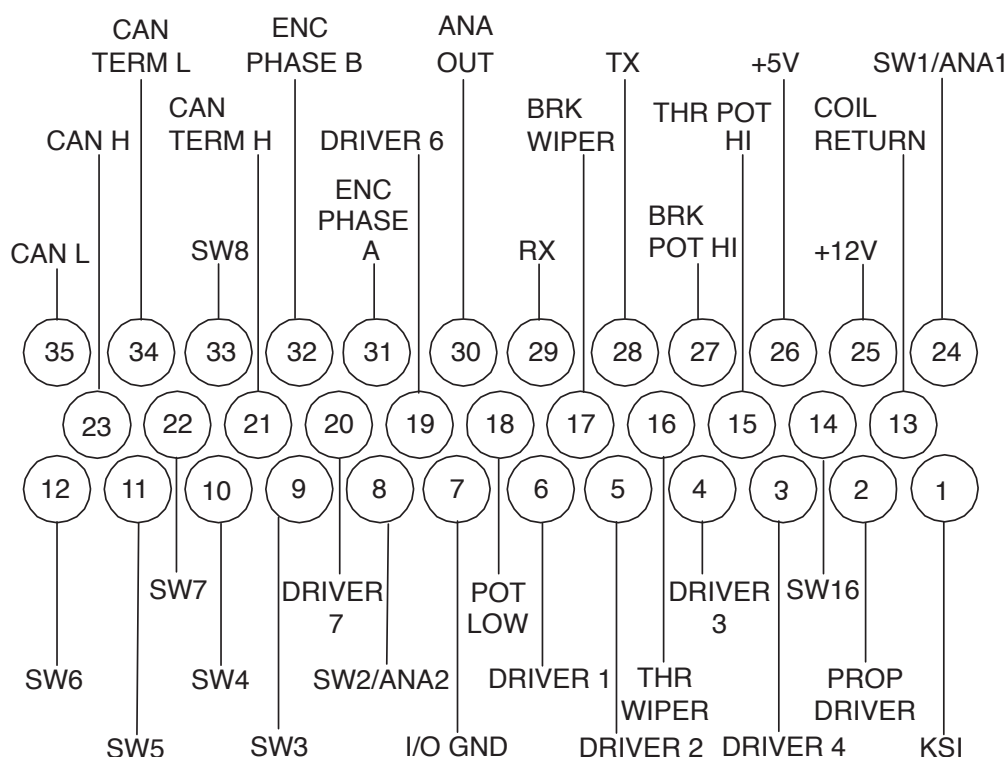 CAN
TERM L
ENC
PHASE B
ANA
OUT
TX
+5V
SW1/ANA1
CAN H
CAN
TERM H
DRIVER 6
BRK
WIPER
THR POT
HI
COIL
RETURN
CAN L
SW8
ENC
PHASE
A
RX
BRK
POT HI
+12V
35 34 33 32 31 30 29 28 27 26 25 24
23 22 21 20 19 18 17 16 15 14 13
12 11 10 9 8 7 6 5 4 3 2 1
SW7
DRIVER
7
POT
LOW
DRIVER
3
SW16
SW6
SW4
SW2/ANA2
DRIVER 1
THR
WIPER
PROP
DRIVER
SW5
SW3
I/O GND
DRIVER 2
DRIVER 4
KSI